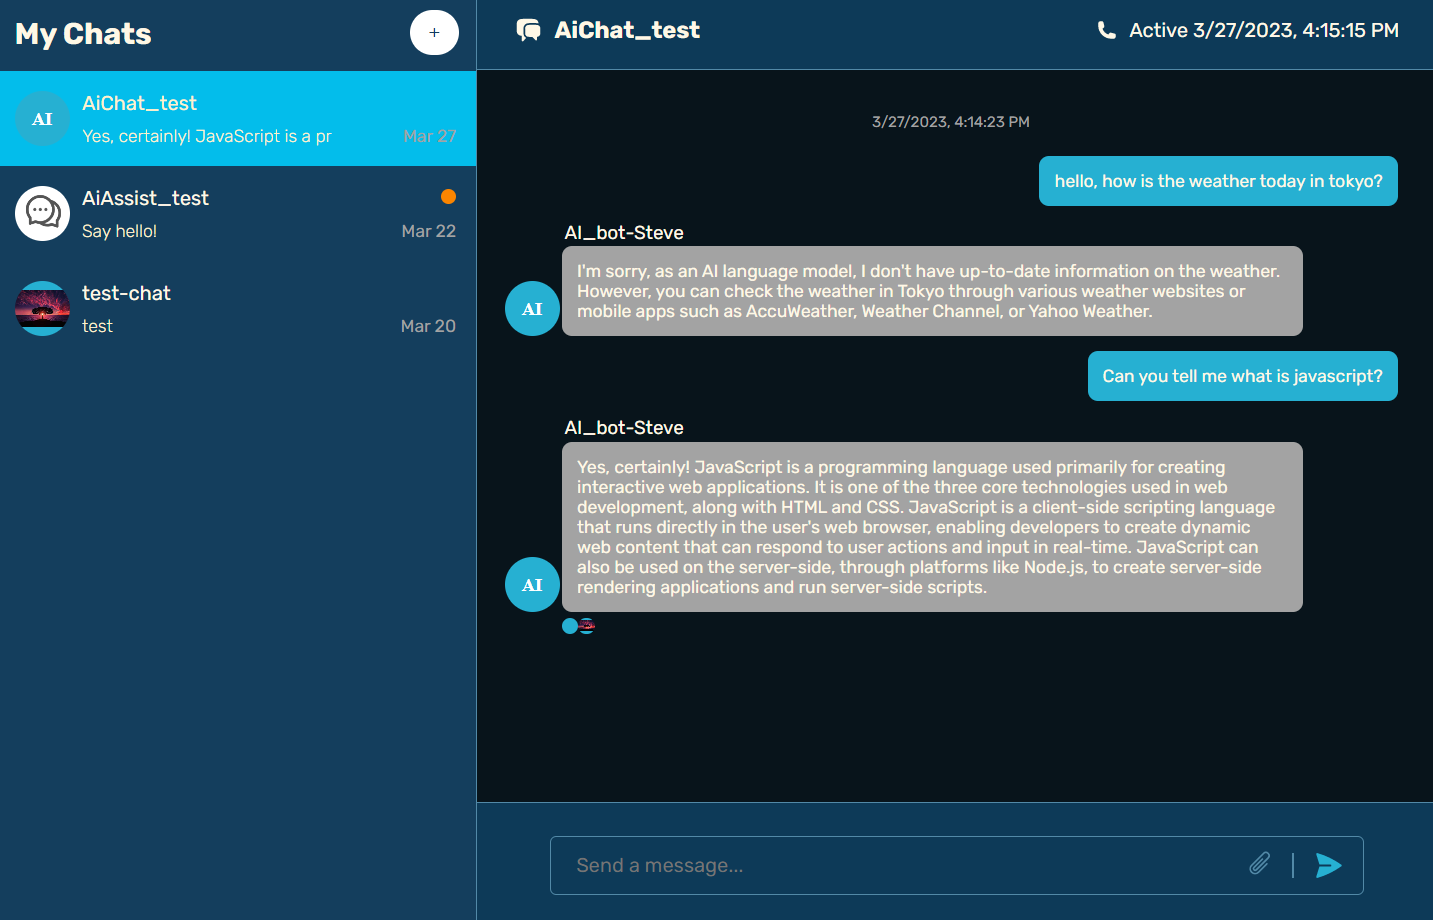 My Chats
+
AI
AiChat_test
Yes, certainly! JavaScript is a pr
Mar 27
AiAssist_test
Say hello!
Mar 22
test-chat
test
Mar 20
AiChat_test
Active 3/27/2023, 4:15:15 PM
3/27/2023, 4:14:23 PM
hello, how is the weather today in tokyo?
AI_bot-Steve
AI
I'm sorry, as an AI language model, I don't have up-to-date information on the weather.
However, you can check the weather in Tokyo through various weather websites or
mobile apps such as AccuWeather, Weather Channel, or Yahoo Weather.
Can you tell me what is javascript?
AI_bot-Steve
AI
Yes, certainly! JavaScript is a programming language used primarily for creating
interactive web applications. It is one of the three core technologies used in web
development, along with HTML and CSS. JavaScript is a client-side scripting language
that runs directly in the user's web browser, enabling developers to create dynamic
web content that can respond to user actions and input in real-time. JavaScript can
also be used on the server-side, through platforms like Node.js, to create server-side
rendering applications and run server-side scripts.
Send a message...